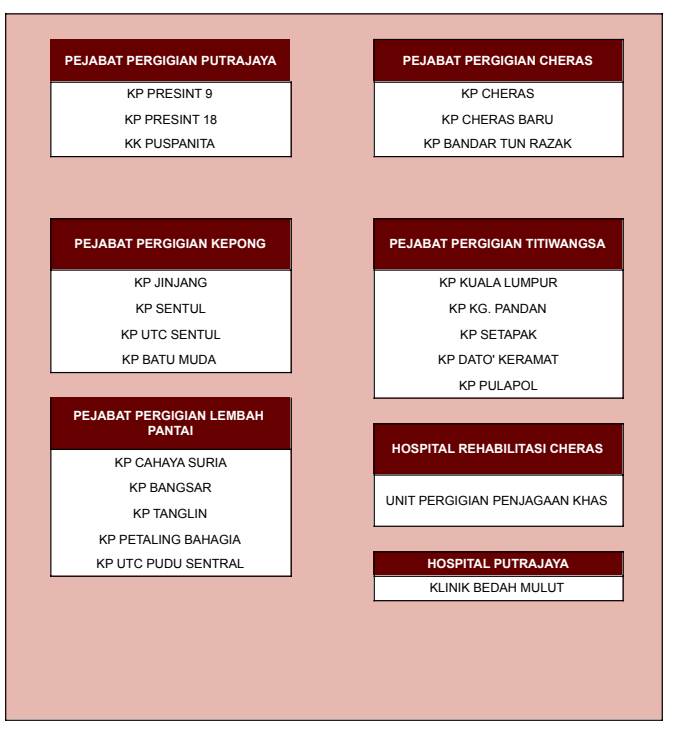 PEJABAT PERGIGIAN PUTRAJAYA
KP PRESINT 9
KP PRESINT 18
KK PUSPANITA
PEJABAT PERGIGIAN CHERAS
KP CHERAS
KP CHERAS BARU
KP BANDAR TUN RAZAK
PEJABAT PERGIGIAN KEPONG
KP JINJANG
KP SENTUL
KP UTC SENTUL
KP BATU MUDA
PEJABAT PERGIGIAN TITIWANGSA
KP KUALA LUMPUR
KP KG. PANDAN
KP SETAPAK
KP DATO' KERAMAT
KP PULAPOL
PEJABAT PERGIGIAN LEMBAH
PANTAI
KP CAHAYA SURIA
KP BANGSAR
KP TANGLIN
KP PETALING BAHAGIA
KP UTC PUDU SENTRAL
HOSPITAL REHABILITASI CHERAS
UNIT PERGIGIAN PENJAGAAN KHAS
HOSPITAL PUTRAJAYA
KLINIK BEDAH MULUT